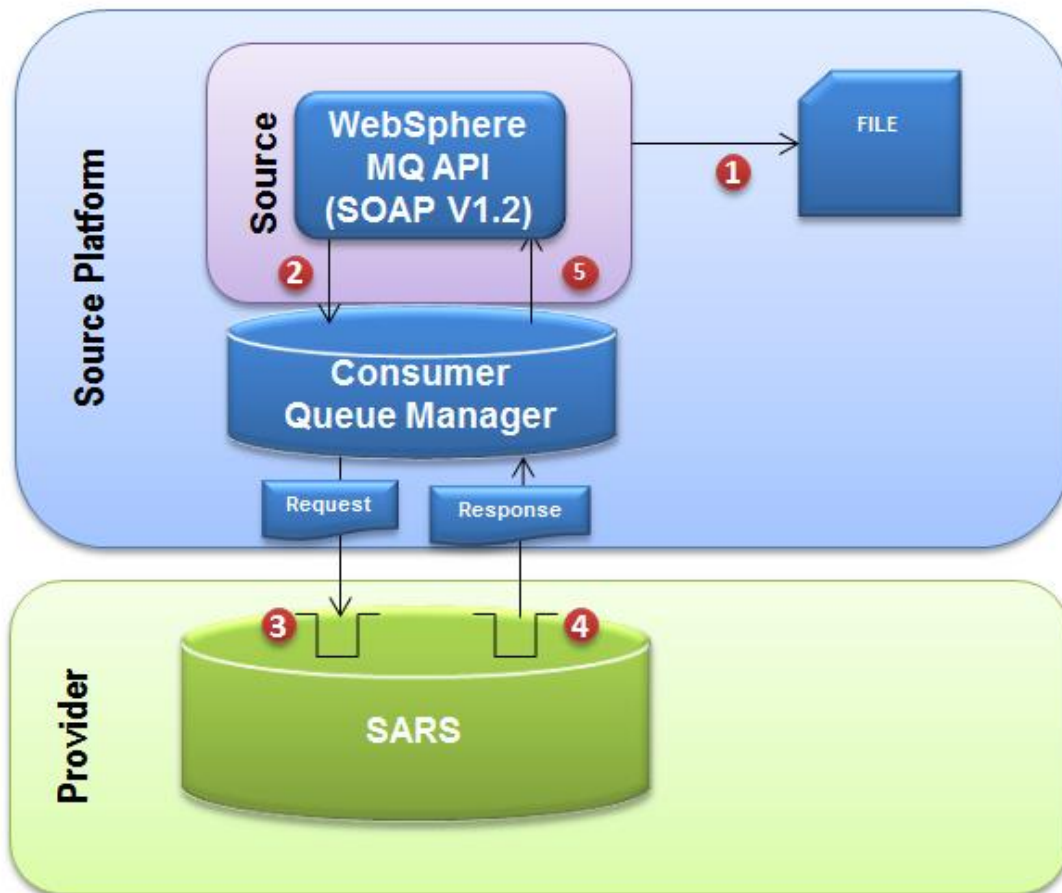 Source Platform
Source
WebSphere
MQ API
(SOAP V1.2)
1
FILE
2
5
Consumer
Queue Manager
Request
Response
Provider
3
4
SARS